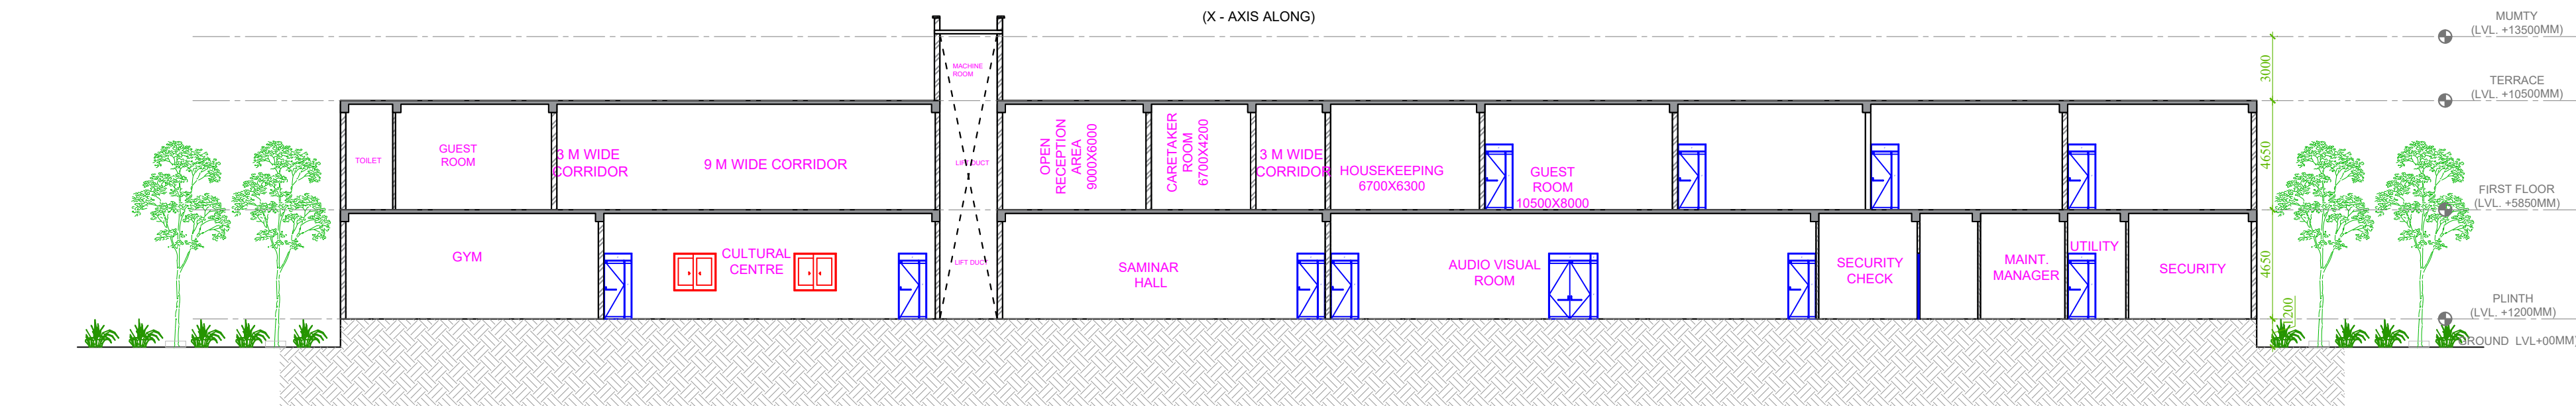 (X - AXIS ALONG)
MUMTY
(LVL. +13500MM)
3000
MACHINE
ROOM
TERRACE
(LVL. +10500MM)
TOILET
GUEST
ROOM
3 M WIDE
CORRIDOR
9 M WIDE CORRIDOR
LIFT DUCT
OPEN
RECEPTION
AREA
9000X6000
CARETAKER
ROOM
6700X4200
3 M WIDE
CORRIDOR
HOUSEKEEPING
6700X6300
GUEST
ROOM
10500X8000
4650
FIRST FLOOR
(LVL. +5850MM)
GYM
CULTURAL
CENTRE
LIFT DUCT
SAMINAR
HALL
AUDIO VISUAL
ROOM
SECURITY
CHECK
MAINT.
MANAGER
UTILITY
SECURITY
4650
1200
PLINTH
(LVL. +1200MM)
GROUND LVL+00MM)